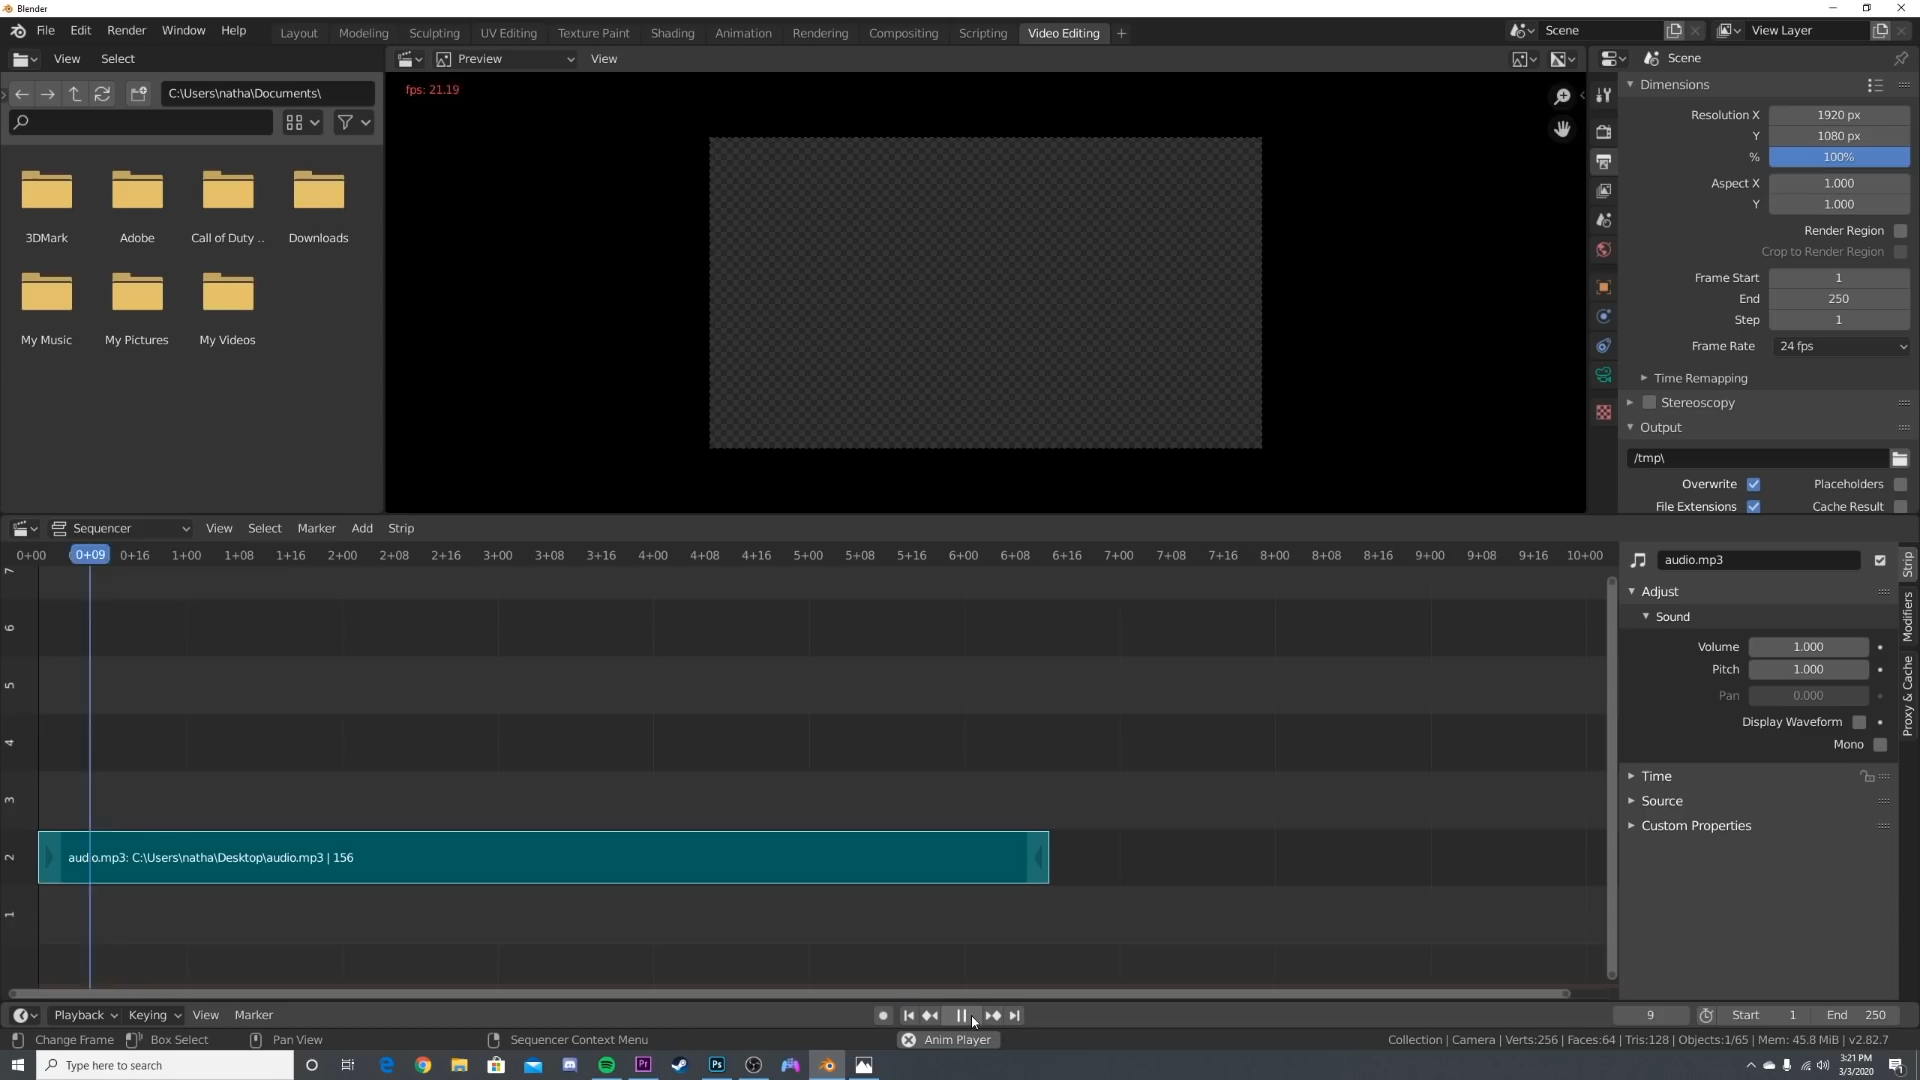 Blender
File Edit Render Window Help Layout Modeling Sculpting UV Editing Texture Paint Shading Animation Rendering Compositing Scripting Video Editing + Scene View Layer
View Select Preview View Scene
C:\Users\natha\Documents\
fps: 21.19
Dimensions
Resolution X 1920 px
Y 1080 px
% 100%
Aspect X 1.000
Y 1.000
Render Region
Crop to Render Region
Frame Start 1
End 250
Step 1
Frame Rate 24 fps
Time Remapping
Stereoscopy
Output
/tmp\
Overwrite Placeholders
File Extensions Cache Result
3DMark Adobe Call of Duty .. Downloads
My Music My Pictures My Videos
Sequencer View Select Marker Add Strip
0+00 0+09 0+16 1+00 1+08 1+16 2+00 2+08 2+16 3+00 3+08 3+16 4+00 4+08 4+16 5+00 5+08 5+16 6+00 6+08 6+16 7+00 7+08 7+16 8+00 8+08 8+16 9+00 9+08 9+16 10+00
7
6
5
4
3
2
1
audio.mp3: C:\Users\natha\Desktop\audio.mp3 | 156
audio.mp3
Adjust
Sound
Volume 1.000
Pitch 1.000
Pan 0.000
Display Waveform
Mono
Time
Source
Custom Properties
Strip
Modifiers
Proxy & Cache
Playback Keying View Marker 9 Start 1 End 250
Change Frame Box Select Pan View Sequencer Context Menu Anim Player Collection | Camera | Verts:256 | Faces:64 | Tris:128 | Objects:1/65 | Mem: 45.8 MiB | v2.82.7
Type here to search
Pr
Ps
3:21 PM
3/3/2020
1